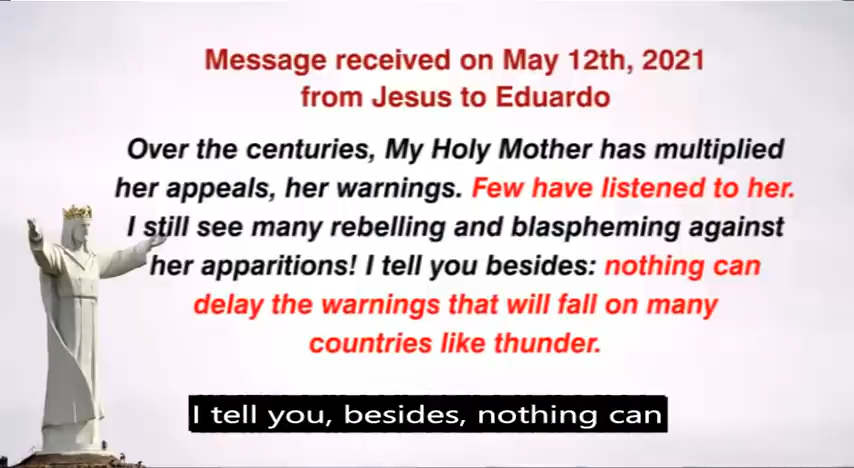 Message received on May 12th, 2021
from Jesus to Eduardo
Over the centuries, My Holy Mother has multiplied
her appeals, her warnings. Few have listened to her.
I still see many rebelling and blaspheming against
her apparitions! I tell you besides: nothing can
delay the warnings that will fall on many
countries like thunder.
I tell you, besides, nothing can